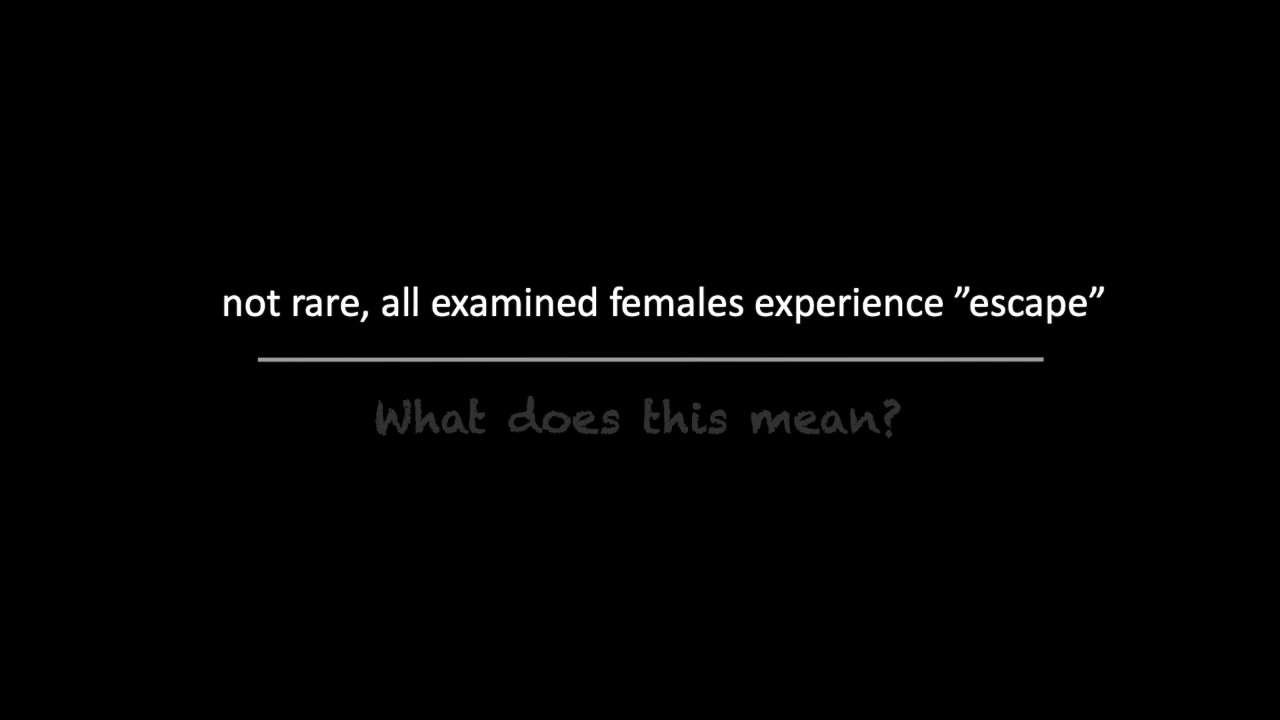 not rare, all examined females experience ”escape”
What does this mean?